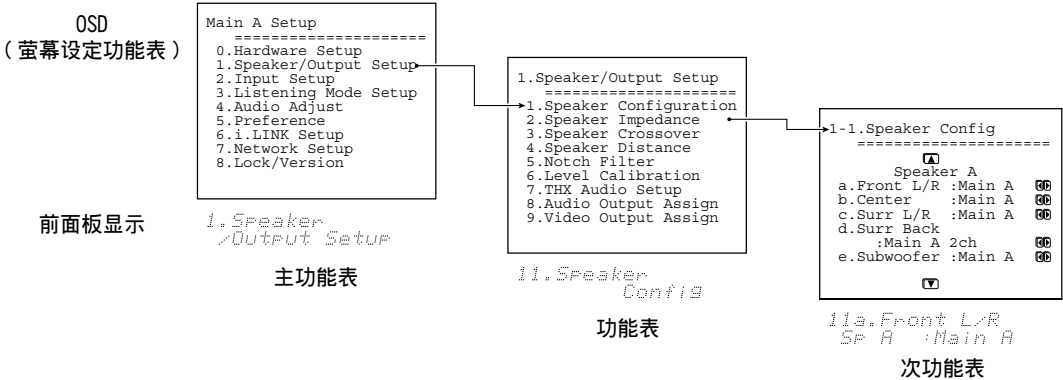 OSD
（萤幕设定功能表）
Main A Setup
=====================
0.Hardware Setup
1.Speaker/Output Setup
2.Input Setup
3.Listening Mode Setup
4.Audio Adjust
5.Preference
6.i.LINK Setup
7.Network Setup
8.Lock/Version
1.Speaker/Output Setup
=====================
1.Speaker Configuration
2.Speaker Impedance
3.Speaker Crossover
4.Speaker Distance
5.Notch Filter
6.Level Calibration
7.THX Audio Setup
8.Audio Output Assign
9.Video Output Assign
1-1.Speaker Config
=====================
Speaker A
a.Front L/R :Main A
b.Center :Main A
c.Surr L/R :Main A
d.Surr Back
:Main A 2ch
e.Subwoofer :Main A
前面板显示
1.Speaker
/Output Setup
主功能表
11.Speaker
Config
功能表
11a.Front L/R
Sp A :Main A
次功能表